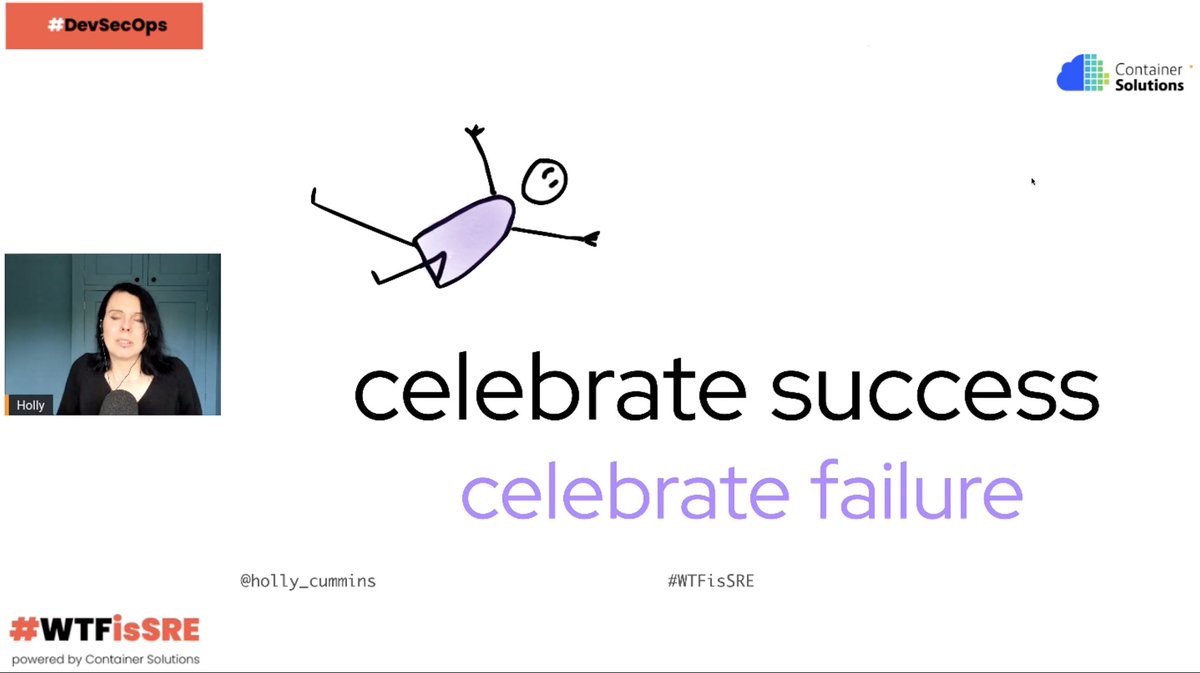 #DevSecOps
Container
Solutions
Holly
celebrate success
celebrate failure
@holly_cummins
#WTFisSRE
#WTFisSRE
powered by Container Solutions